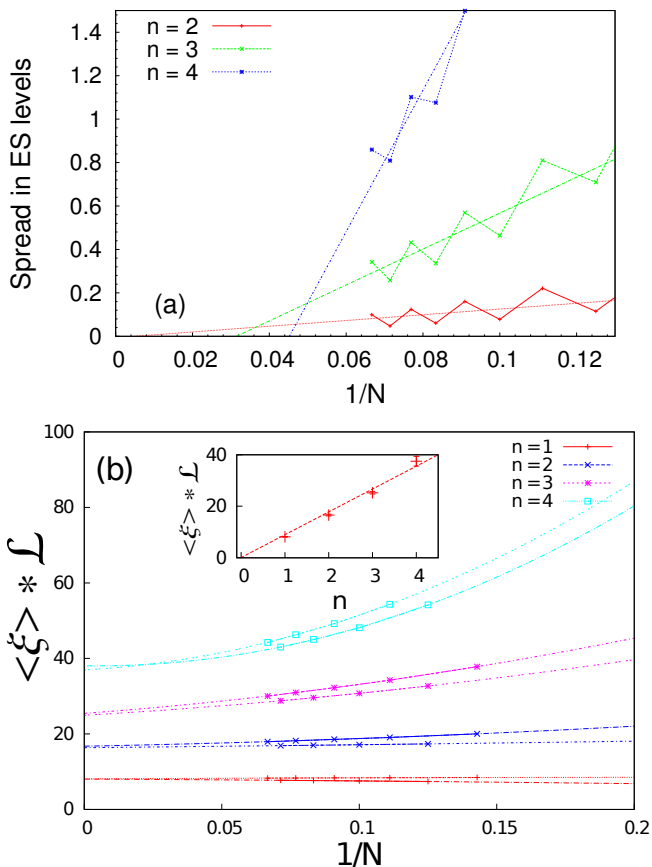 1.4
n = 2
n = 3
n = 4
1.2
1
0.8
0.6
0.4
0.2
0
Spread in ES levels
(a)
0 0.02 0.04 0.06 0.08 0.1 0.12
1/N
100
80
60
40
20
0
<ξ> * ℒ
(b)
40
20
0
<ξ> * ℒ
0 1 2 3 4
n
n = 1
n = 2
n = 3
n = 4
0 0.05 0.1 0.15 0.2
1/N